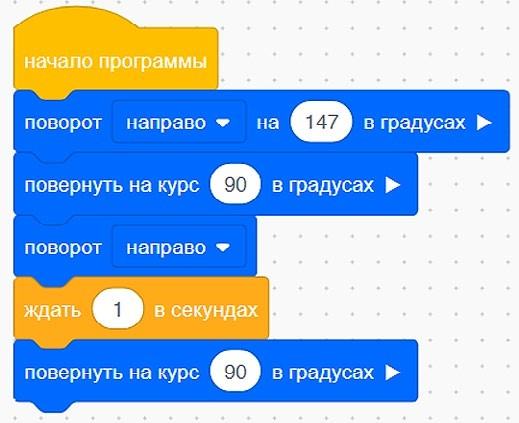 начало программы
поворот направо на 147 в градусах
повернуть на курс 90 в градусах
поворот направо
ждать 1 в секундах
повернуть на курс 90 в градусах